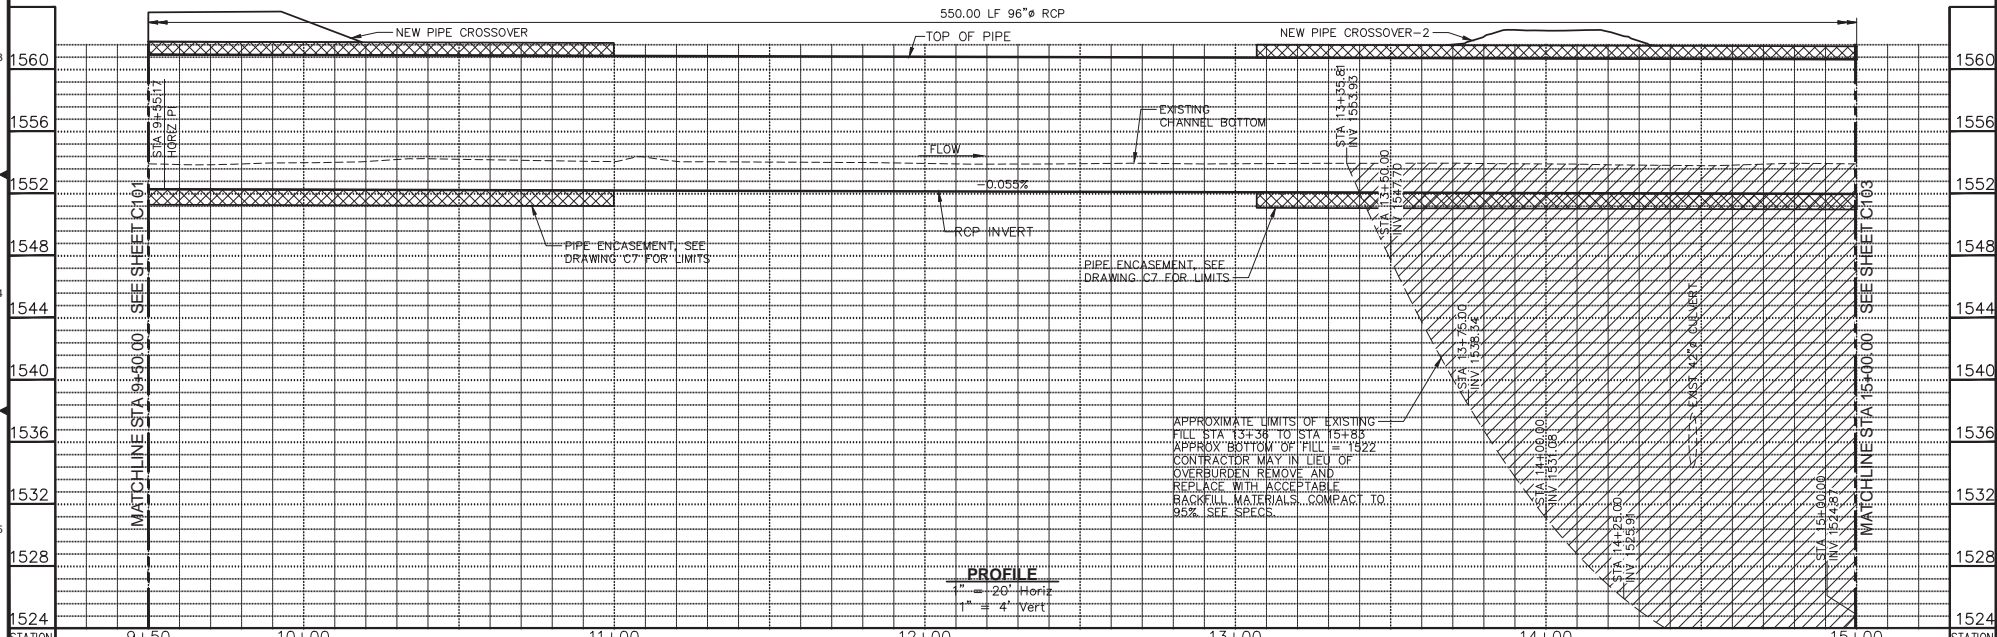 550.00 LF 96"ø RCP
NEW PIPE CROSSOVER
TOP OF PIPE
NEW PIPE CROSSOVER-2
1560
1556
1552
1548
1544
1540
1536
1532
1528
1524
STATION
STA 9+55.17
HORIZ PI
MATCHLINE STA 9+50.00 SEE SHEET C101
EXISTING
CHANNEL BOTTOM
FLOW
-0.055%
RCP INVERT
PIPE ENCASEMENT, SEE
DRAWING C7 FOR LIMITS
PIPE ENCASEMENT, SEE
DRAWING C7 FOR LIMITS
STA 13+35.81
INV 1553.93
STA 13+50.00
INV 1547.70
STA 13+75.00
INV 1538.34
STA 14+00.00
INV 1531.08
STA 14+25.00
INV 1525.91
STA 15+00.00
INV 1524.87
EXIST 42"ø CULVERT
APPROXIMATE LIMITS OF EXISTING
FILL STA 13+36 TO STA 15+83
APPROX BOTTOM OF FILL = 1522
CONTRACTOR MAY IN LIEU OF
OVERBURDEN REMOVE AND
REPLACE WITH ACCEPTABLE
BACKFILL MATERIALS. COMPACT TO
95%. SEE SPECS.
PROFILE
1" = 20' Horiz
1" = 4' Vert
MATCHLINE STA 15+00.00 SEE SHEET C103
1560
1556
1552
1548
1544
1540
1536
1532
1528
1524
STATION
9+50
10+00
11+00
12+00
13+00
14+00
15+00